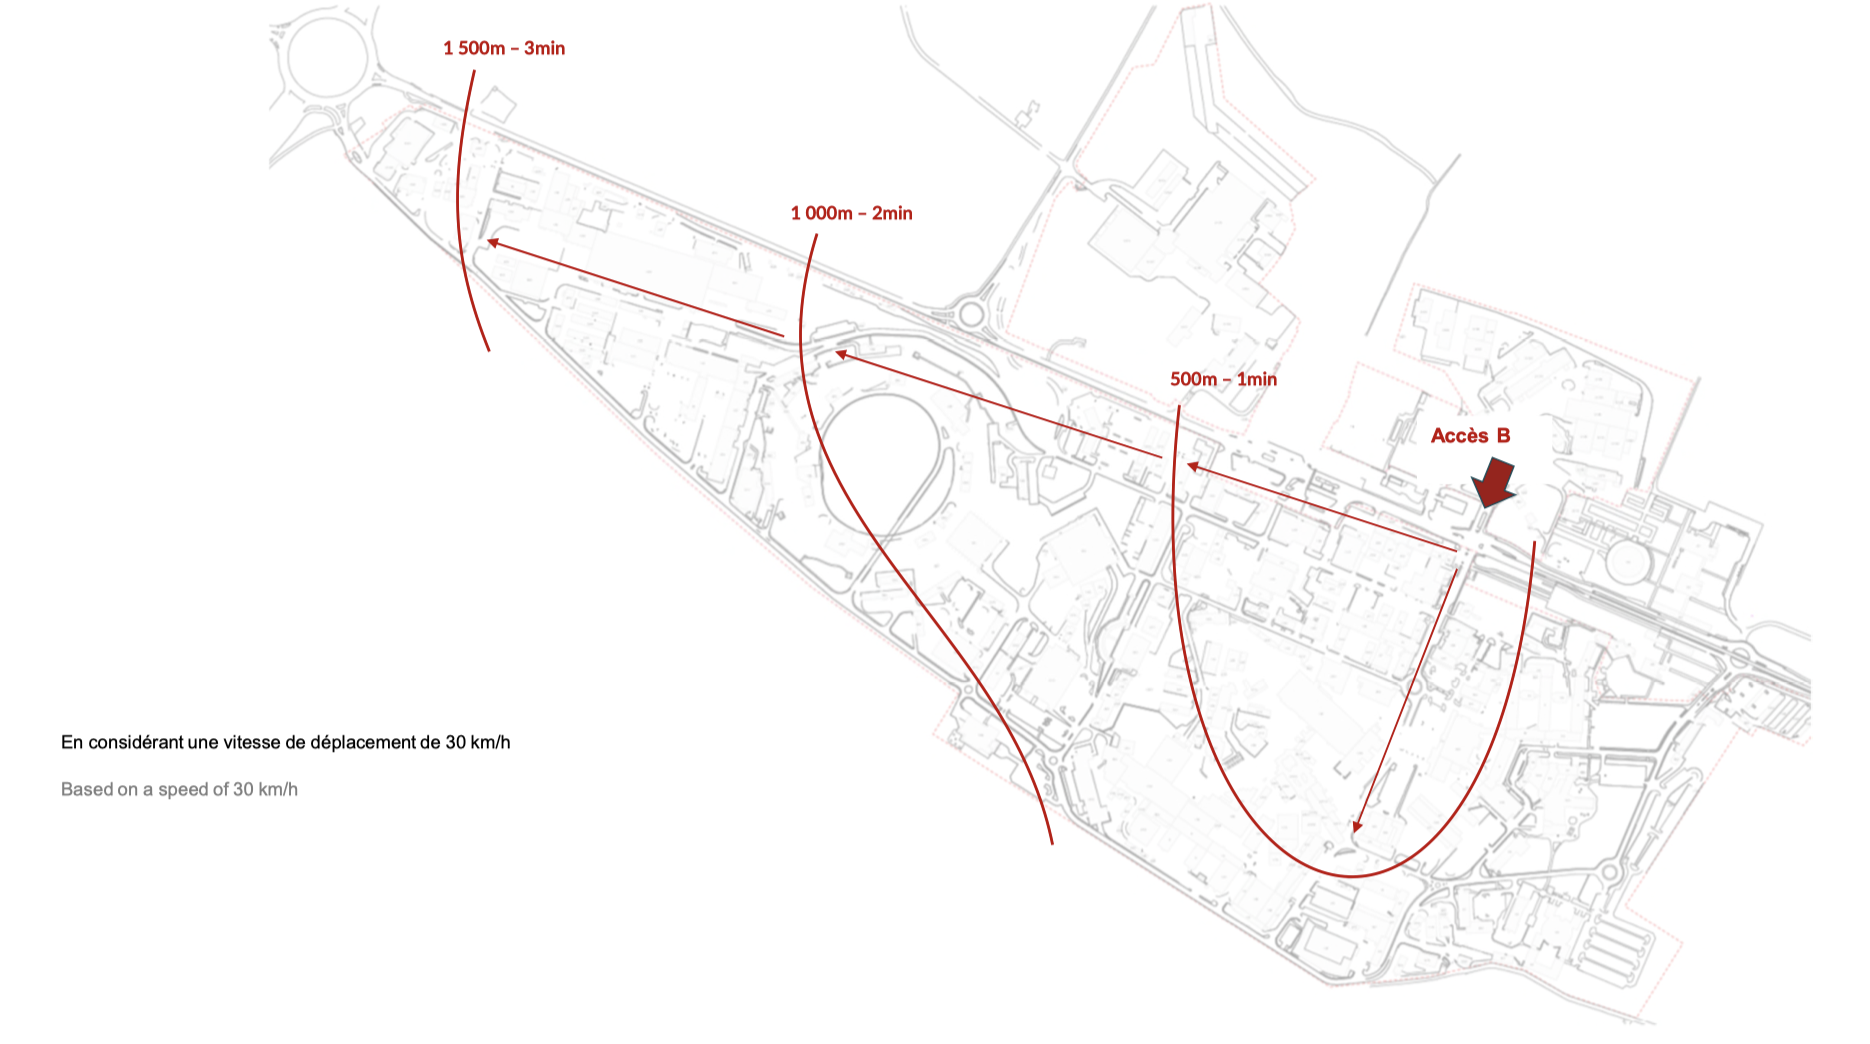 1 500m – 3min
1 000m – 2min
500m – 1min
Accès B
En considérant une vitesse de déplacement de 30 km/h
Based on a speed of 30 km/h